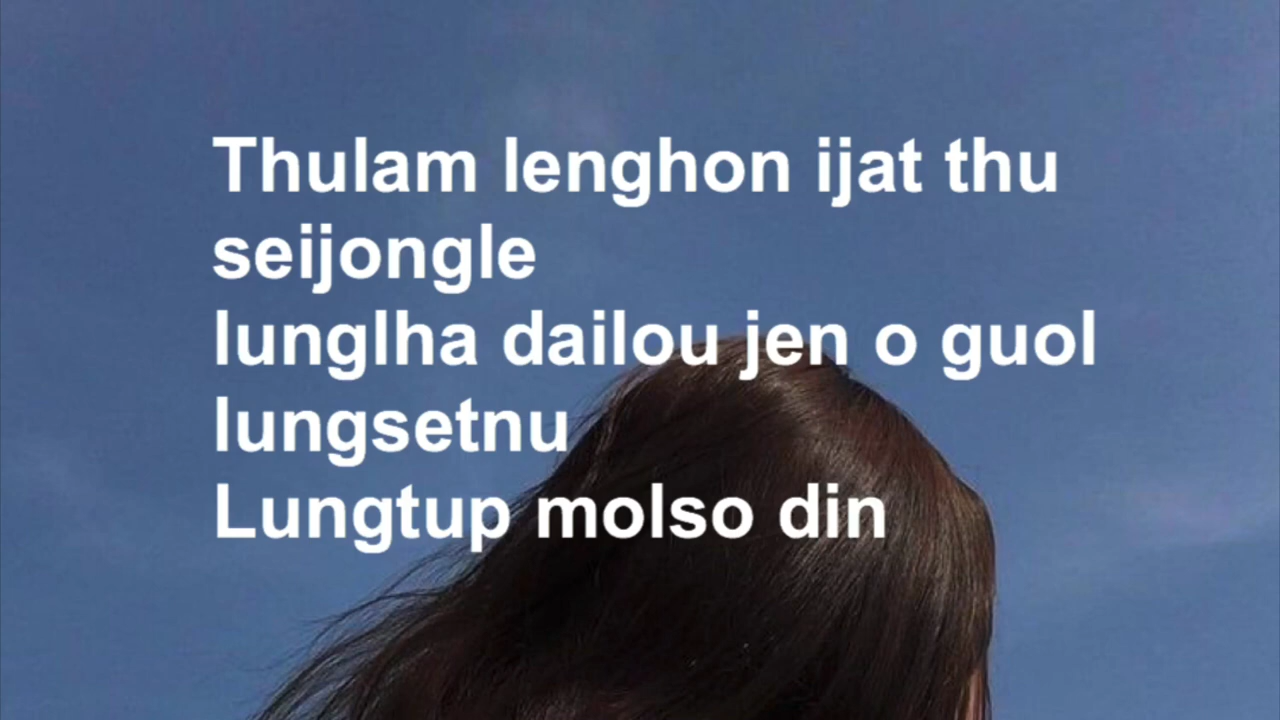 Thulam lenghon ijat thu
seijongle
lunglha dailou jen o guol
lungsetnu
Lungtup molso din